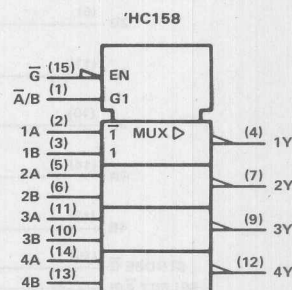 'HC158
G̅ (15) EN
A̅/B (1) G1
1A (2) 1̅ MUX ▷ (4) 1Y
1B (3) 1
2A (5) (7) 2Y
2B (6)
3A (11) (9) 3Y
3B (10)
4A (14) (12) 4Y
4B (13)